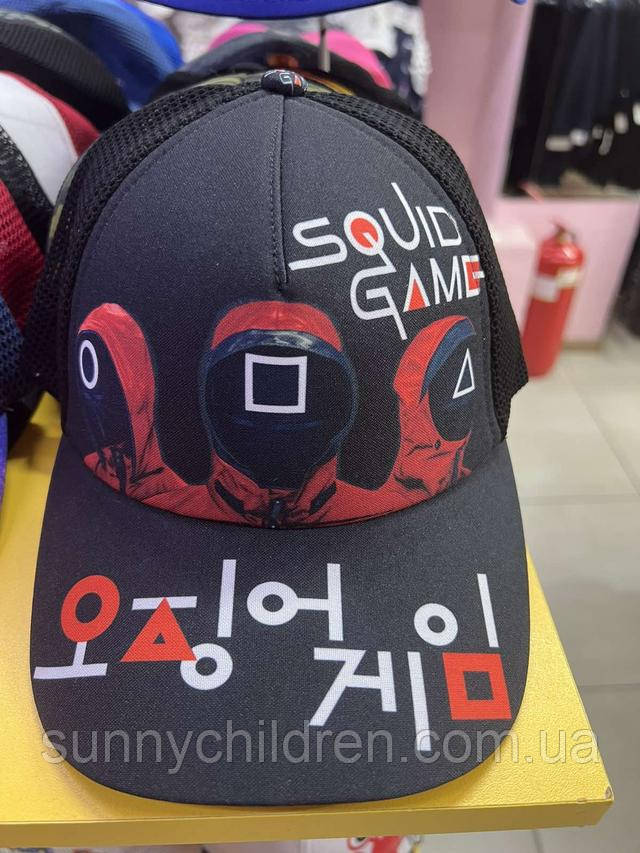 SQUID
GAME
오징어
게임
sunnychildren.com.ua